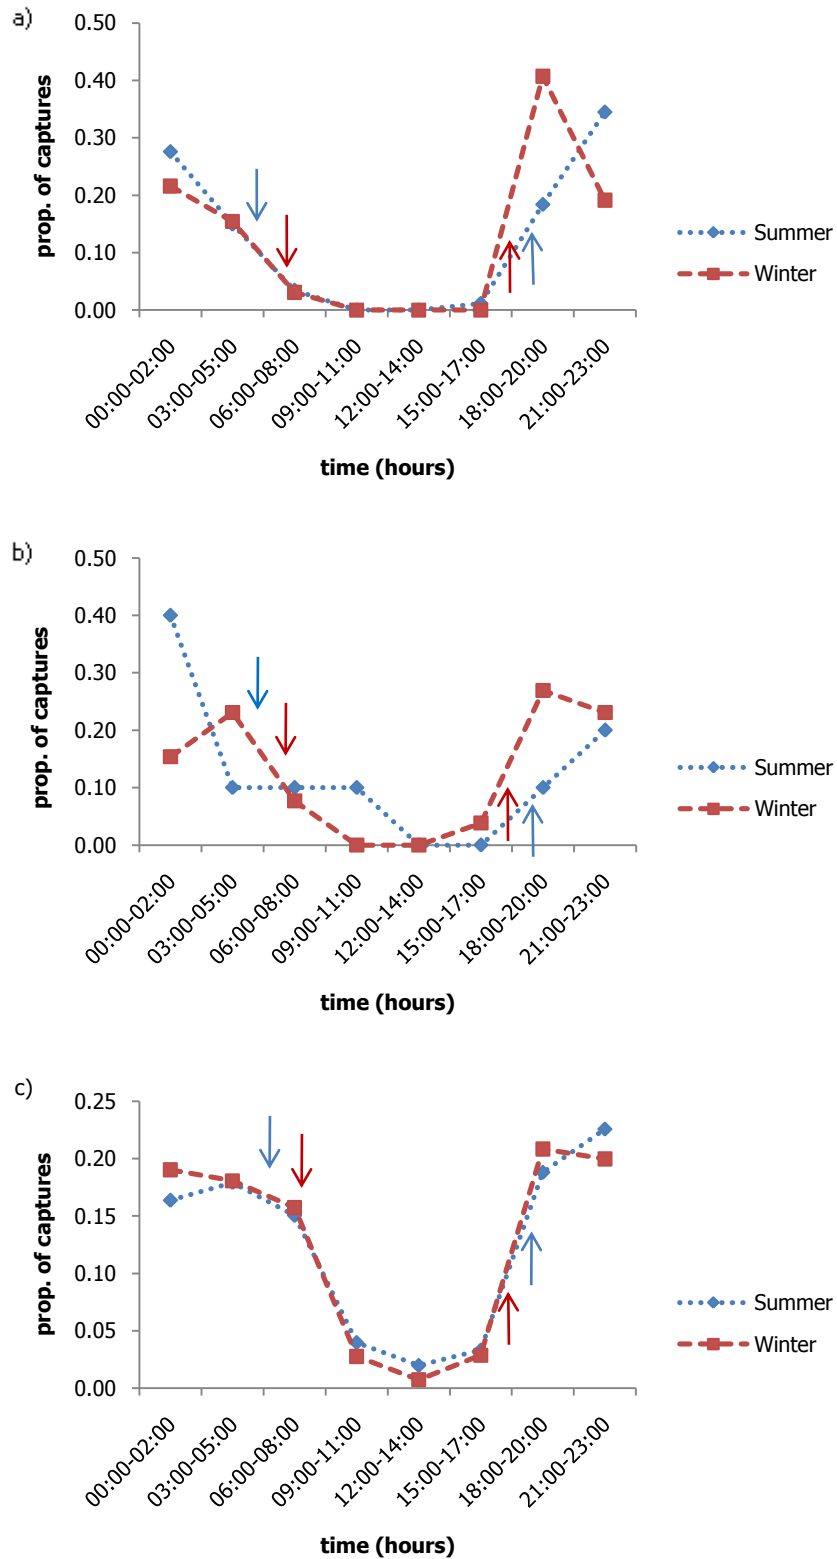 a)
prop. of captures
0.50
0.40
0.30
0.20
0.10
0.00
00:00-02:00
03:00-05:00
06:00-08:00
09:00-11:00
12:00-14:00
15:00-17:00
18:00-20:00
21:00-23:00
time (hours)
Summer
Winter
b)
prop. of captures
0.50
0.40
0.30
0.20
0.10
0.00
00:00-02:00
03:00-05:00
06:00-08:00
09:00-11:00
12:00-14:00
15:00-17:00
18:00-20:00
21:00-23:00
time (hours)
Summer
Winter
c)
prop. of captures
0.25
0.20
0.15
0.10
0.05
0.00
00:00-02:00
03:00-05:00
06:00-08:00
09:00-11:00
12:00-14:00
15:00-17:00
18:00-20:00
21:00-23:00
time (hours)
Summer
Winter